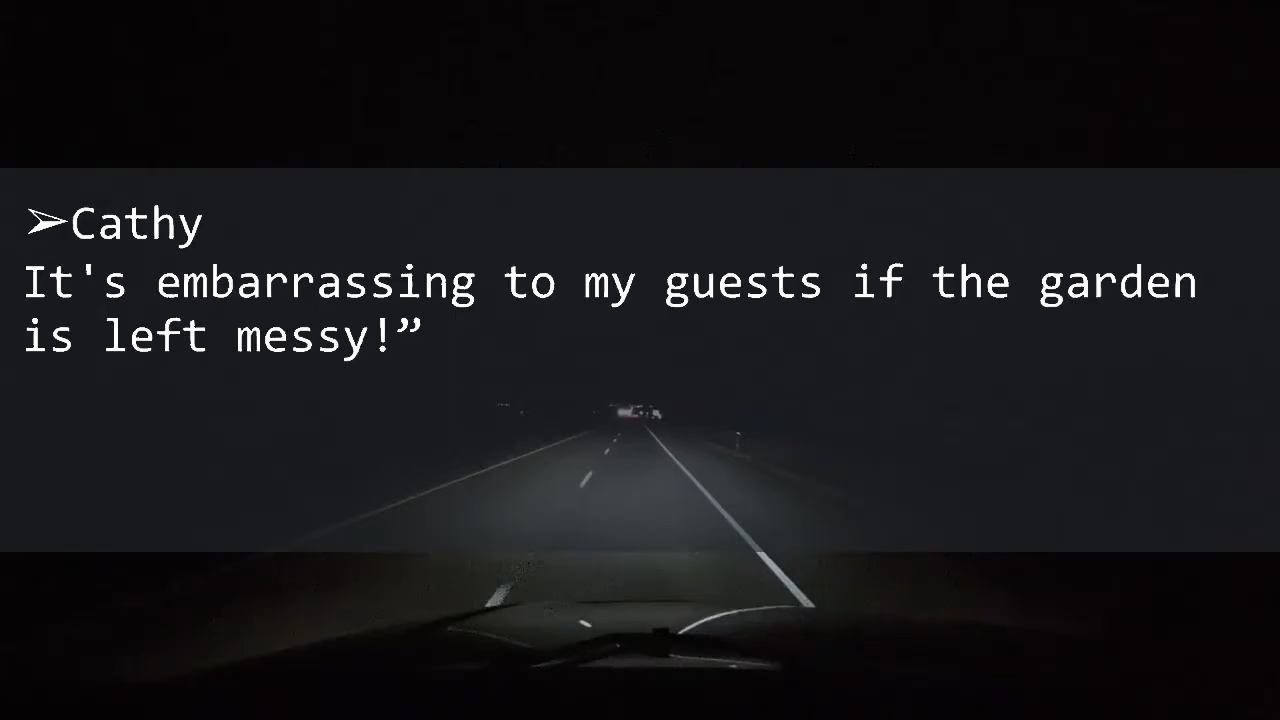 ➢Cathy
It's embarrassing to my guests if the garden
is left messy!”